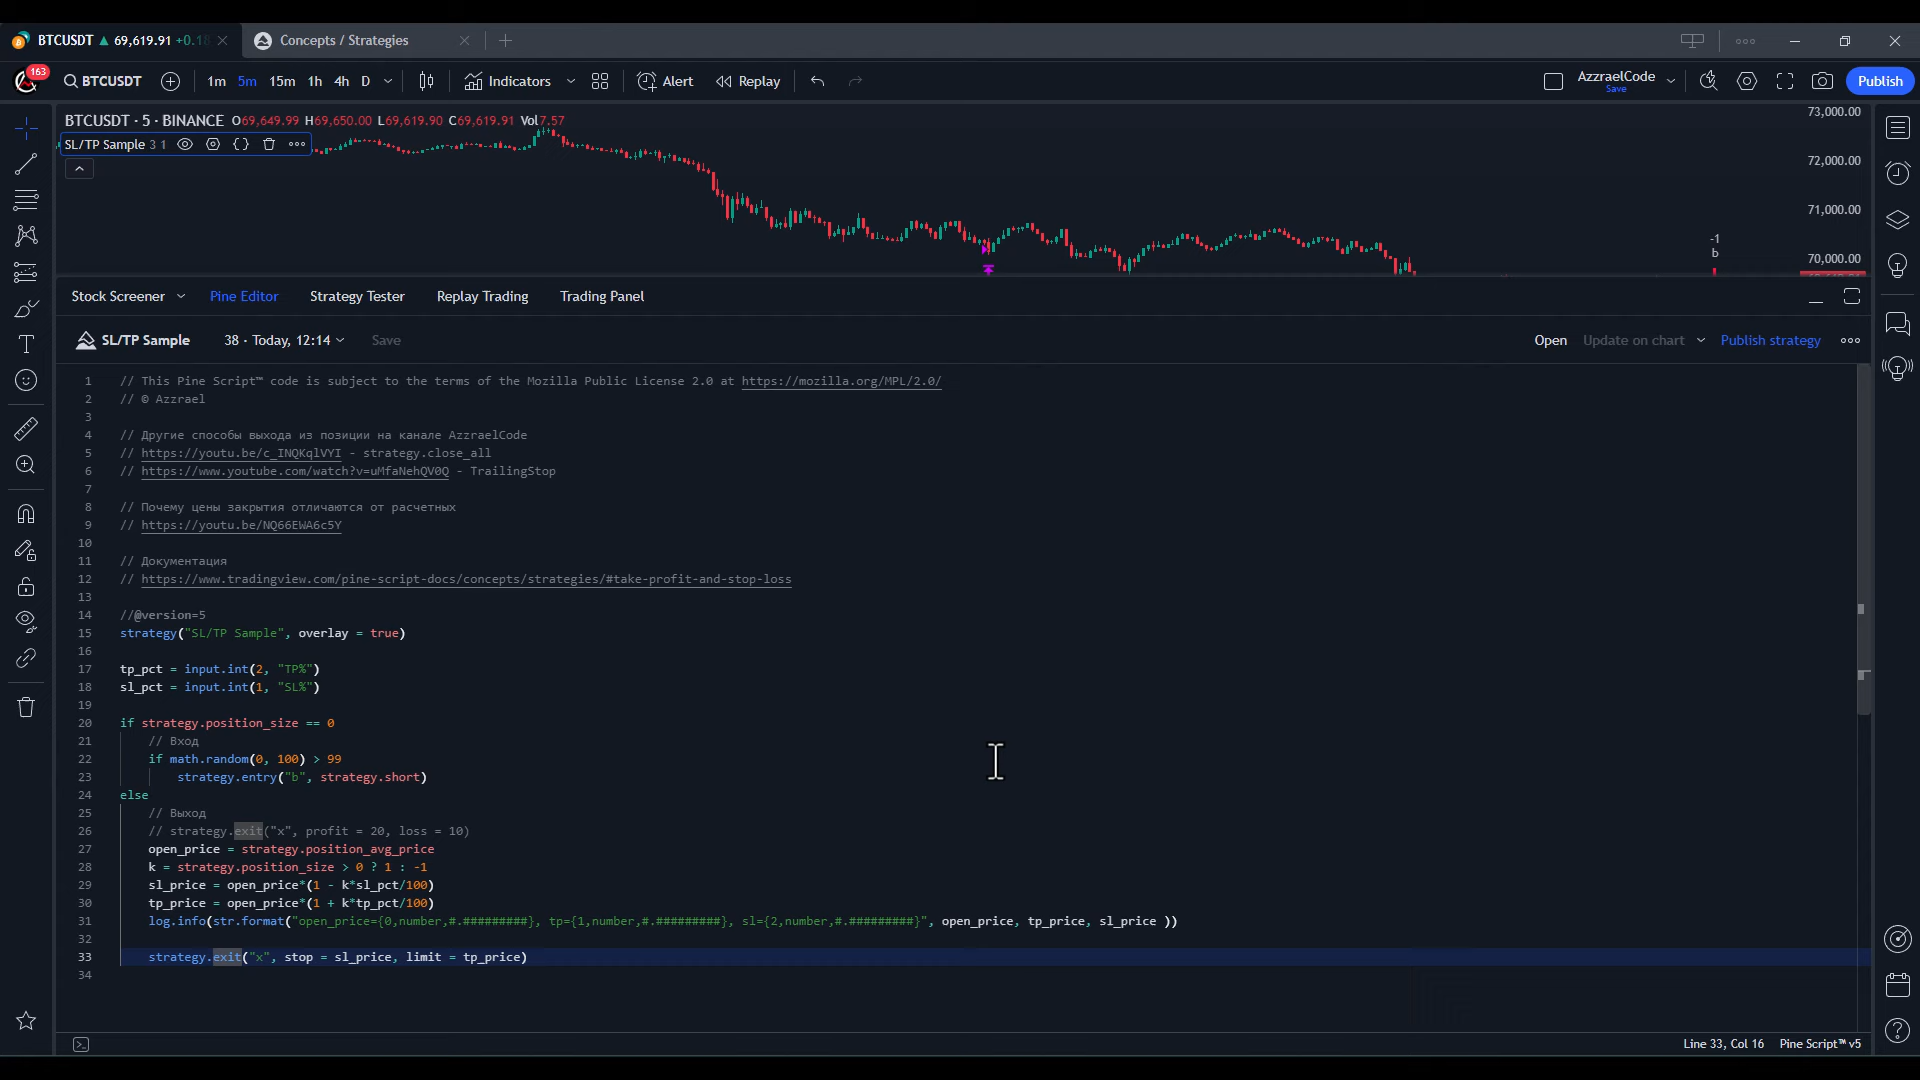 BTCUSDT ▲ 69,619.91 +0.18
Concepts / Strategies
163
BTCUSDT
1m 5m 15m 1h 4h D
Indicators
Alert
Replay
AzzraelCode
Save
Publish
BTCUSDT · 5 · BINANCE O69,649.99 H69,650.00 L69,619.90 C69,619.91 Vol7.57
SL/TP Sample 3 1
73,000.00
72,000.00
71,000.00
70,000.00
-1
b
Stock Screener Pine Editor Strategy Tester Replay Trading Trading Panel
SL/TP Sample 38 · Today, 12:14 Save
Open Update on chart Publish strategy
1 // This Pine Script™ code is subject to the terms of the Mozilla Public License 2.0 at https://mozilla.org/MPL/2.0/
2 // © Azzrael
3
4 // Другие способы выхода из позиции на канале AzzraelCode
5 // https://youtu.be/c_INQKqlVYI - strategy.close_all
6 // https://www.youtube.com/watch?v=uMfaNehQV0Q - TrailingStop
7
8 // Почему цены закрытия отличаются от расчетных
9 // https://youtu.be/NQ66EWA6c5Y
10
11 // Документация
12 // https://www.tradingview.com/pine-script-docs/concepts/strategies/#take-profit-and-stop-loss
13
14 //@version=5
15 strategy("SL/TP Sample", overlay = true)
16
17 tp_pct = input.int(2, "TP%")
18 sl_pct = input.int(1, "SL%")
19
20 if strategy.position_size == 0
21 // Вход
22 if math.random(0, 100) > 99
23 strategy.entry("b", strategy.short)
24 else
25 // Выход
26 // strategy.exit("x", profit = 20, loss = 10)
27 open_price = strategy.position_avg_price
28 k = strategy.position_size > 0 ? 1 : -1
29 sl_price = open_price*(1 - k*sl_pct/100)
30 tp_price = open_price*(1 + k*tp_pct/100)
31 log.info(str.format("open_price={0,number,#.#########}, tp={1,number,#.#########}, sl={2,number,#.#########}", open_price, tp_price, sl_price ))
32
33 strategy.exit("x", stop = sl_price, limit = tp_price)
34
Line 33, Col 16 Pine Script™ v5